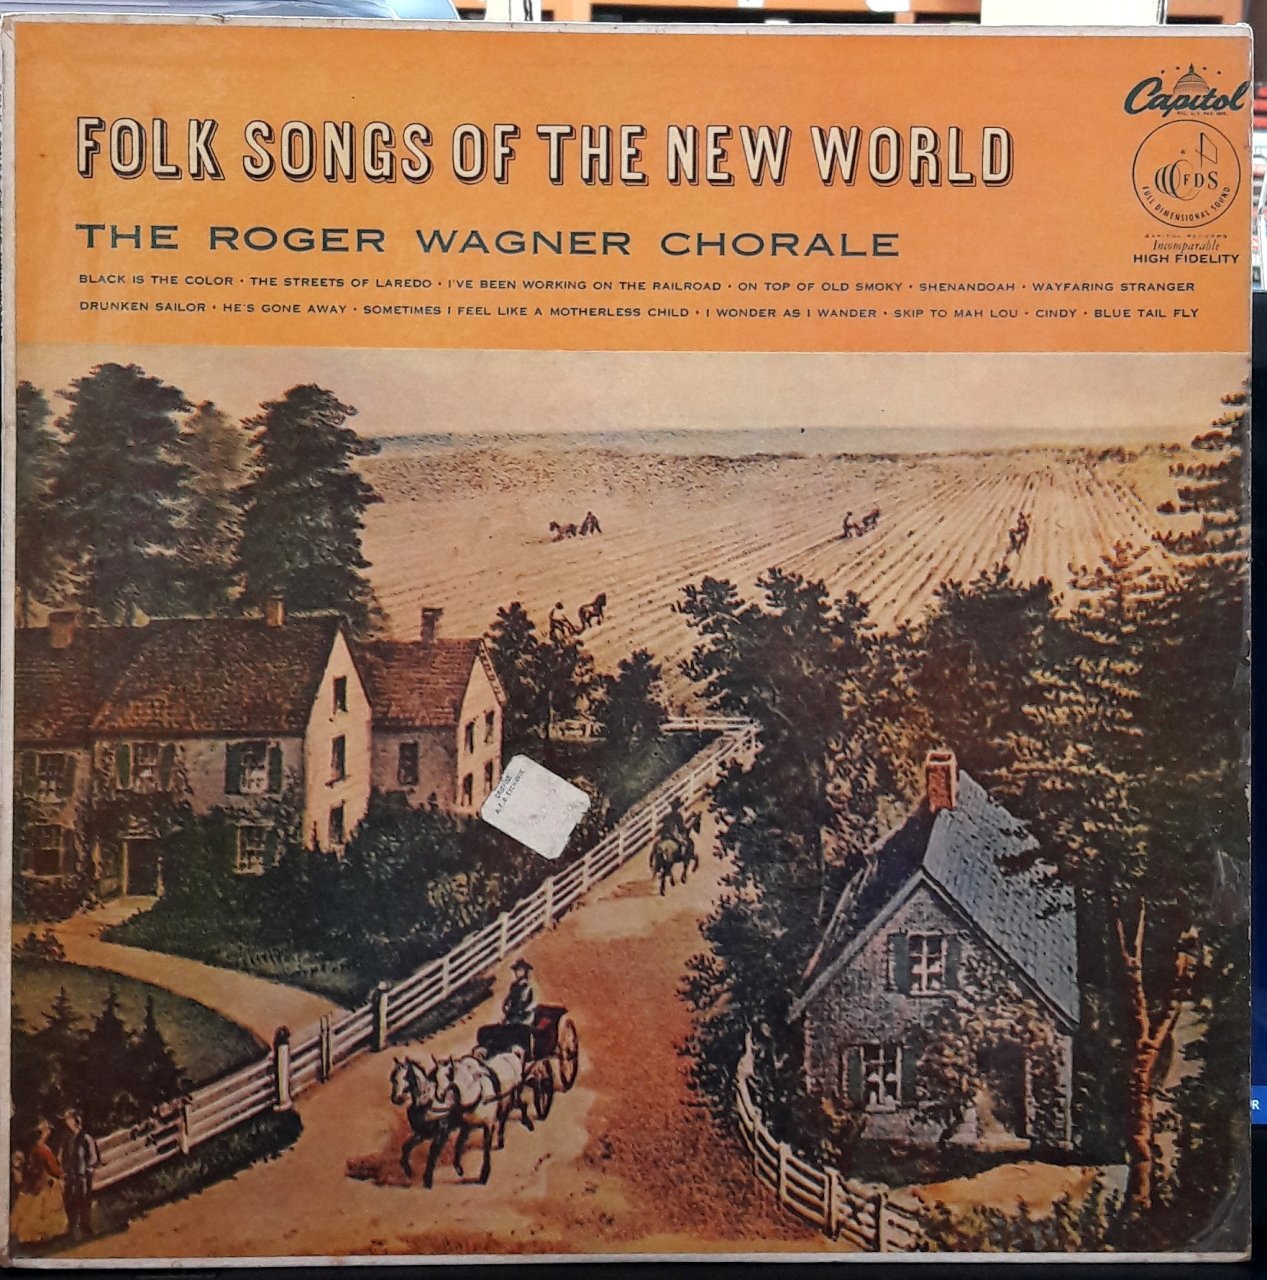 FOLK SONGS OF THE NEW WORLD
THE ROGER WAGNER CHORALE
BLACK IS THE COLOR · THE STREETS OF LAREDO · I'VE BEEN WORKING ON THE RAILROAD · ON TOP OF OLD SMOKY · SHENANDOAH · WAYFARING STRANGER
DRUNKEN SAILOR · HE'S GONE AWAY · SOMETIMES I FEEL LIKE A MOTHERLESS CHILD · I WONDER AS I WANDER · SKIP TO MAH LOU · CINDY · BLUE TAIL FLY
Capitol
FDS
FULL DIMENSIONAL SOUND
CAPITOL RECORDS
Incomparable
HIGH FIDELITY
R